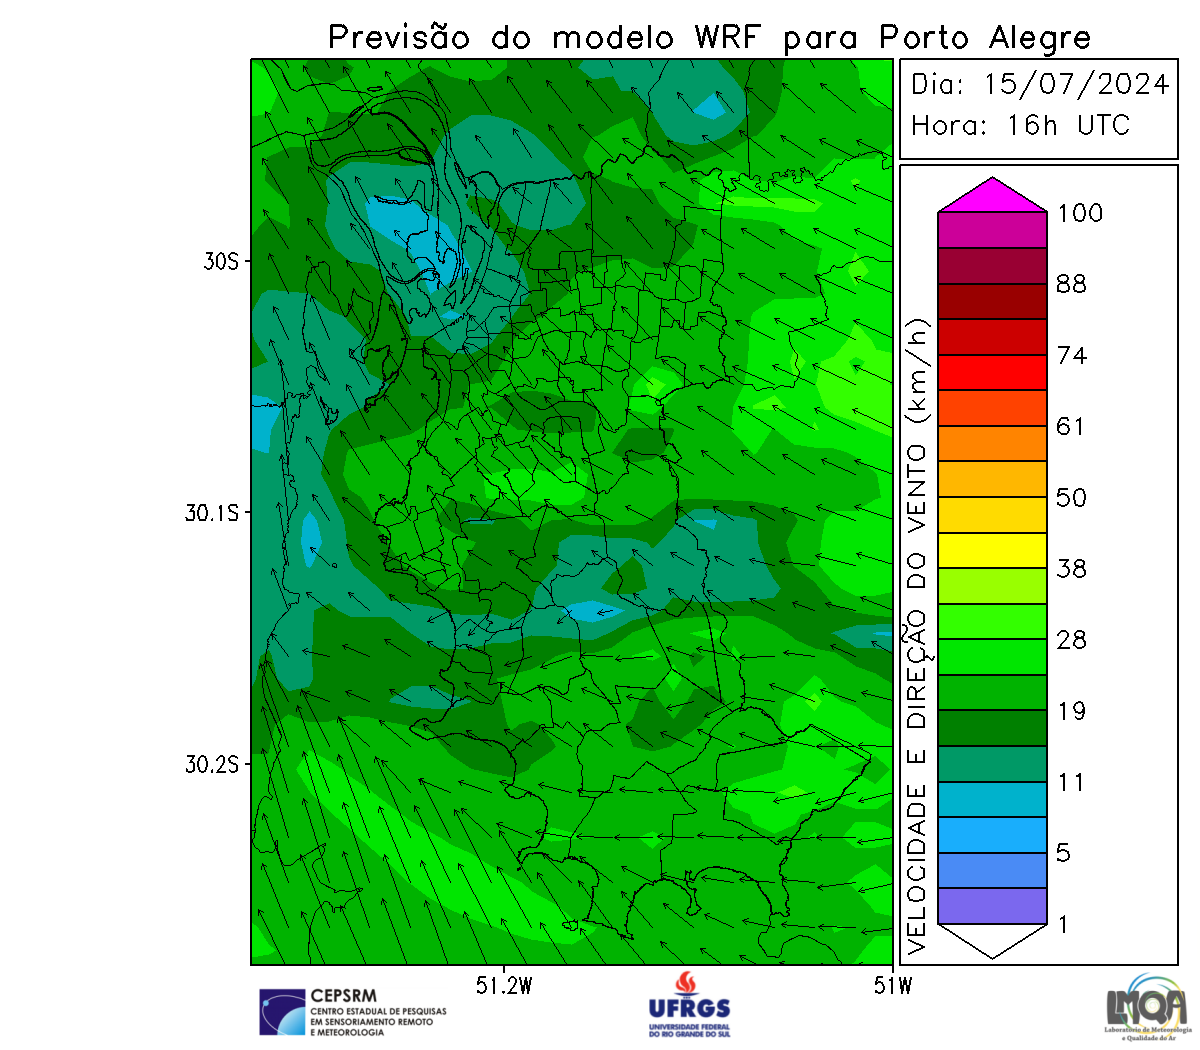 Previsão do modelo WRF para Porto Alegre
Dia: 15/07/2024
Hora: 16h UTC
30S
30.1S
30.2S
51.2W
51W
VELOCIDADE E DIREÇÃO DO VENTO (km/h)
100
88
74
61
50
38
28
19
11
5
1
CEPSRM
CENTRO ESTADUAL DE PESQUISAS
EM SENSORIAMENTO REMOTO
E METEOROLOGIA
UFRGS
UNIVERSIDADE FEDERAL
DO RIO GRANDE DO SUL
LMQA
Laboratório de Meteorologia
e Qualidade do Ar